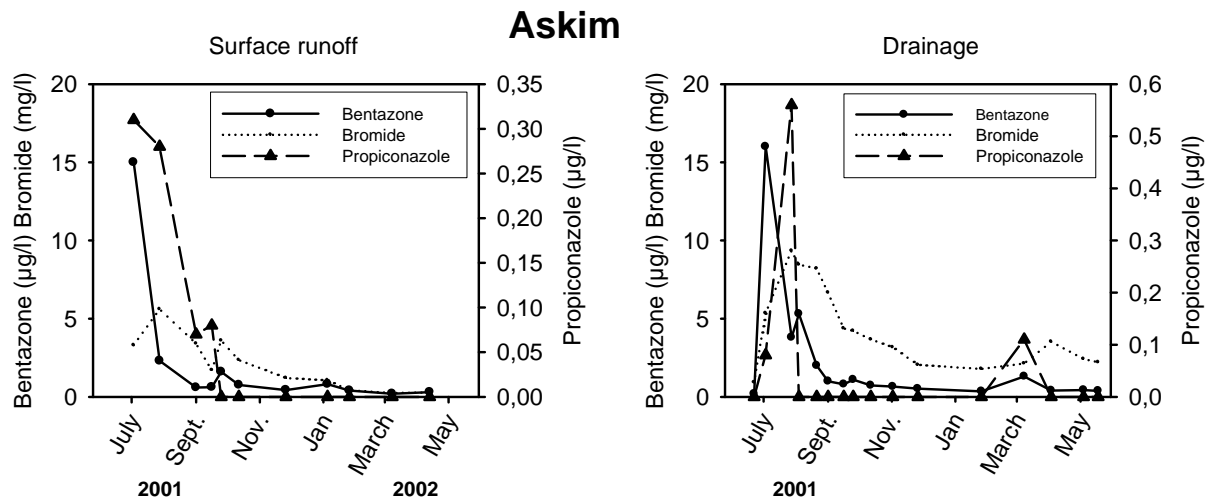 Askim
Surface runoff
Bentazone (µg/l) Bromide (mg/l)
20
15
10
5
0
Bentazone
Bromide
Propiconazole
0,35
0,30
0,25
0,20
0,15
0,10
0,05
0,00
Propiconazole (µg/l)
July
Sept.
Nov.
Jan
March
May
2001
2002
Drainage
Bentazone (µg/l) Bromide (mg/l)
20
15
10
5
0
Bentazone
Bromide
Propiconazole
0,6
0,5
0,4
0,3
0,2
0,1
0,0
Propiconazole (µg/l)
July
Sept.
Nov.
Jan
March
May
2001